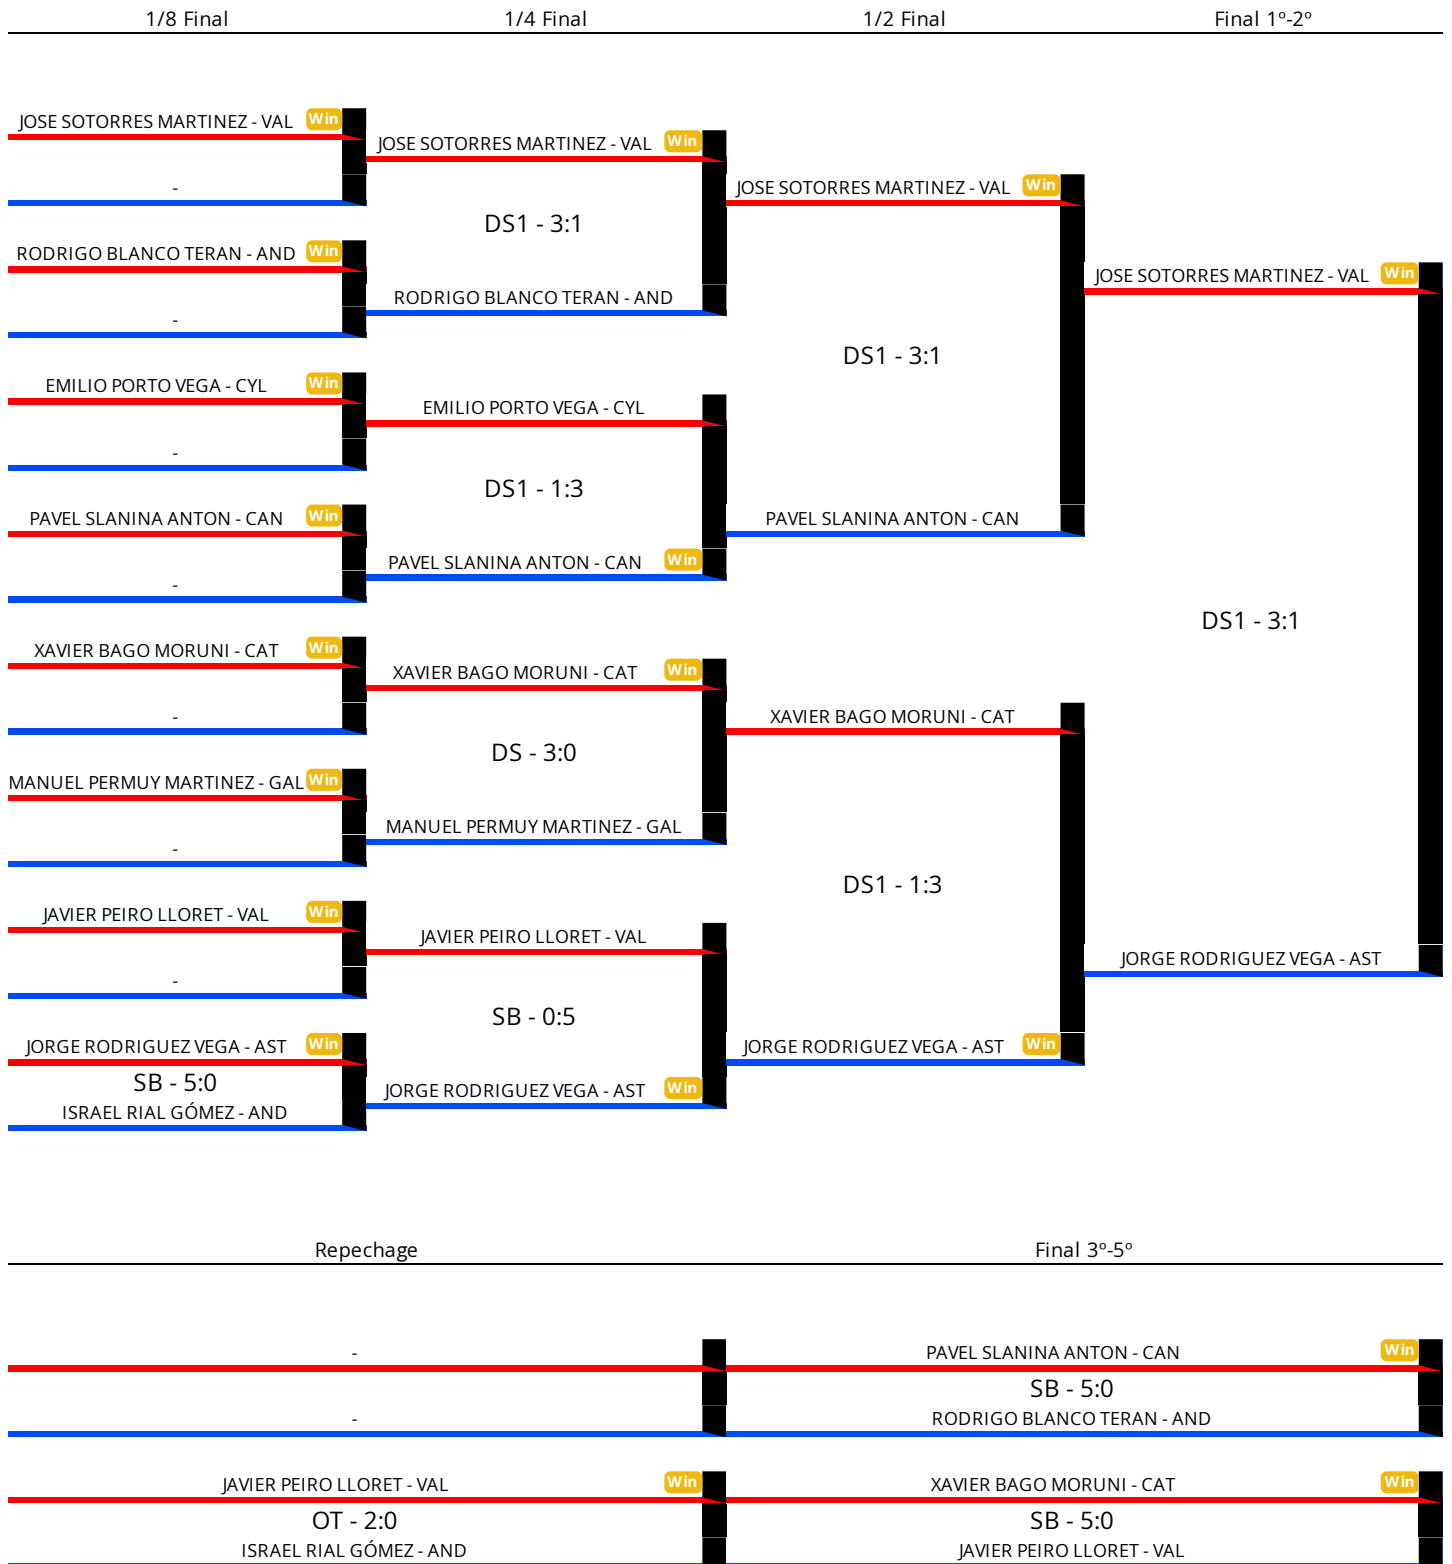 1/8 Final 1/4 Final 1/2 Final Final 1º-2º
JOSE SOTORRES MARTINEZ - VAL Win
JOSE SOTORRES MARTINEZ - VAL Win
-
JOSE SOTORRES MARTINEZ - VAL Win
DS1 - 3:1
RODRIGO BLANCO TERAN - AND Win
JOSE SOTORRES MARTINEZ - VAL Win
RODRIGO BLANCO TERAN - AND
-
DS1 - 3:1
EMILIO PORTO VEGA - CYL Win
EMILIO PORTO VEGA - CYL
-
DS1 - 1:3
PAVEL SLANINA ANTON - CAN Win
PAVEL SLANINA ANTON - CAN
PAVEL SLANINA ANTON - CAN Win
-
DS1 - 3:1
XAVIER BAGO MORUNI - CAT Win
XAVIER BAGO MORUNI - CAT Win
-
XAVIER BAGO MORUNI - CAT
DS - 3:0
MANUEL PERMUY MARTINEZ - GAL Win
MANUEL PERMUY MARTINEZ - GAL
-
DS1 - 1:3
JAVIER PEIRO LLORET - VAL Win
JAVIER PEIRO LLORET - VAL
JORGE RODRIGUEZ VEGA - AST
-
SB - 0:5
JORGE RODRIGUEZ VEGA - AST Win
JORGE RODRIGUEZ VEGA - AST Win
SB - 5:0
JORGE RODRIGUEZ VEGA - AST Win
ISRAEL RIAL GÓMEZ - AND
Repechage Final 3º-5º
- PAVEL SLANINA ANTON - CAN Win
SB - 5:0
- RODRIGO BLANCO TERAN - AND
JAVIER PEIRO LLORET - VAL Win XAVIER BAGO MORUNI - CAT Win
OT - 2:0 SB - 5:0
ISRAEL RIAL GÓMEZ - AND JAVIER PEIRO LLORET - VAL